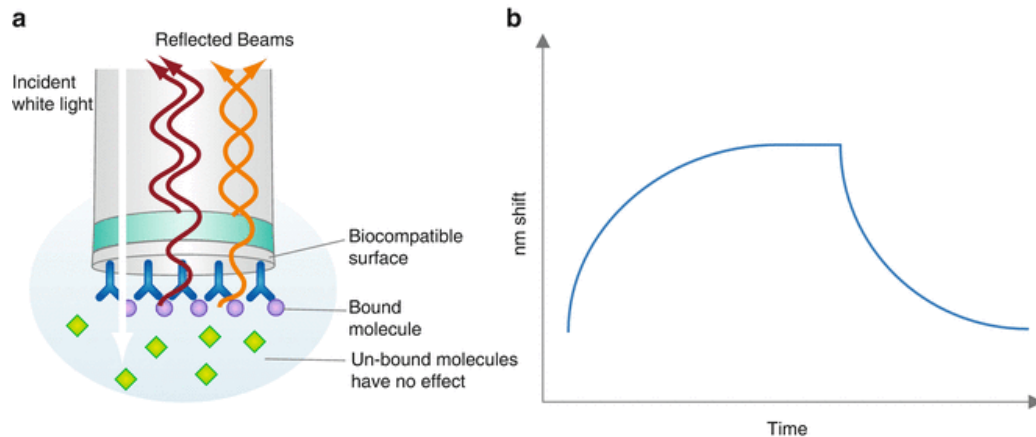 a
Reflected Beams
Incident
white light
Biocompatible
surface
Bound
molecule
Un-bound molecules
have no effect
b
nm shift
Time